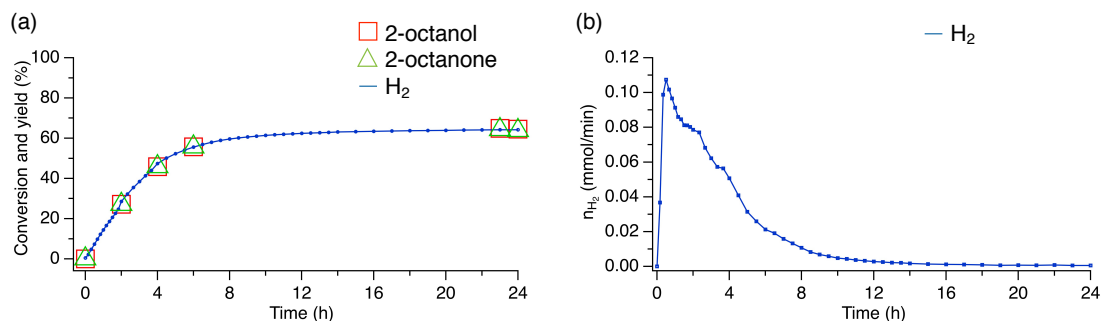 (a)
2-octanol
2-octanone
H₂
Conversion and yield (%)
100
80
60
40
20
0
0 4 8 12 16 20 24
Time (h)
(b)
H₂
n_H₂ (mmol/min)
0.12
0.10
0.08
0.06
0.04
0.02
0.00
0 4 8 12 16 20 24
Time (h)